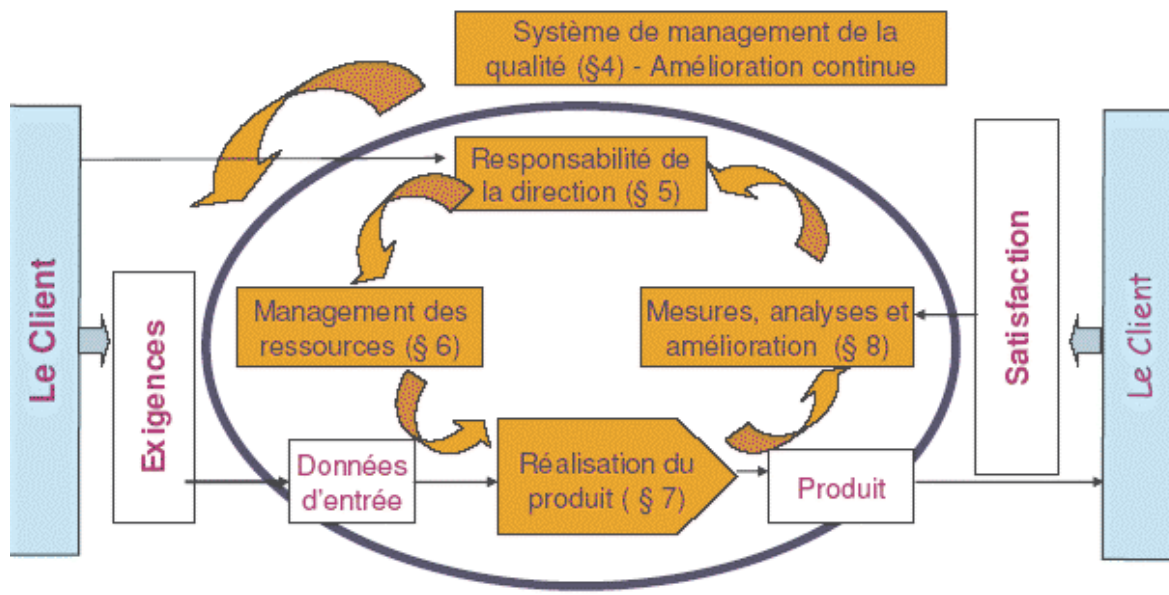 Système de management de la
qualité (§4) - Amélioration continue
Le Client
Exigences
Responsabilité de
la direction (§ 5)
Management des
ressources (§ 6)
Mesures, analyses et
amélioration (§ 8)
Données
d'entrée
Réalisation du
produit ( § 7)
Produit
Satisfaction
Le Client